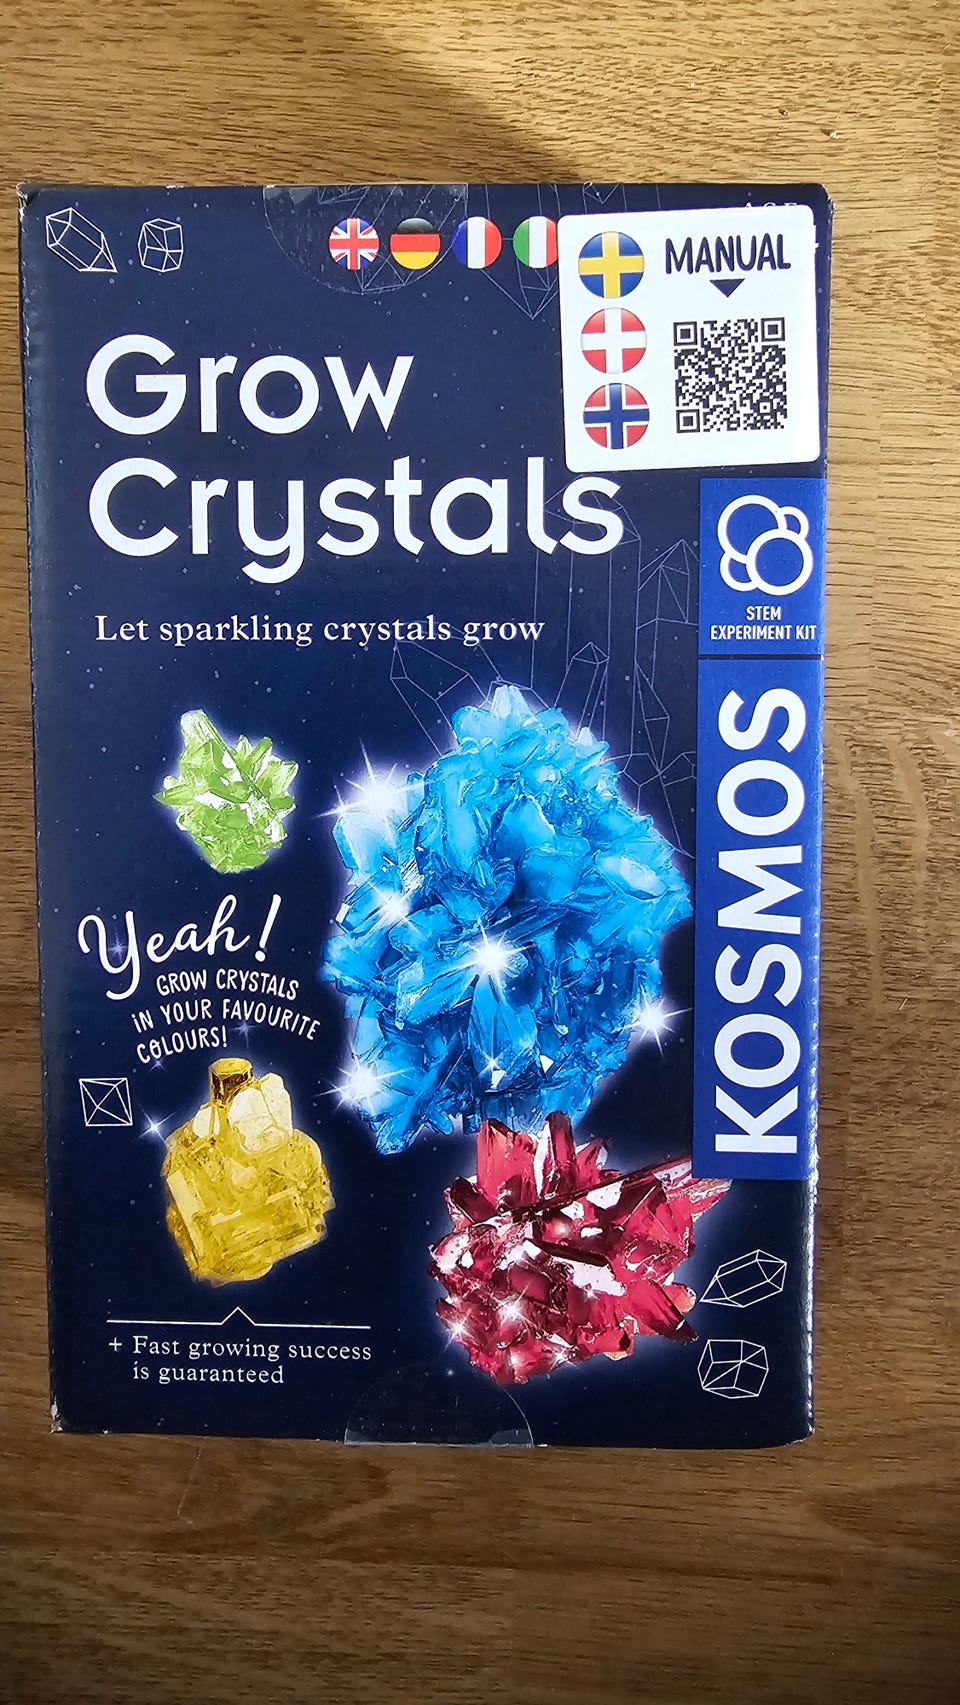 MANUAL
Grow
Crystals
Let sparkling crystals grow
STEM
EXPERIMENT KIT
KOSMOS
Yeah!
GROW CRYSTALS
iN YOUR FAVOURITE
COLOURS!
+ Fast growing success
is guaranteed